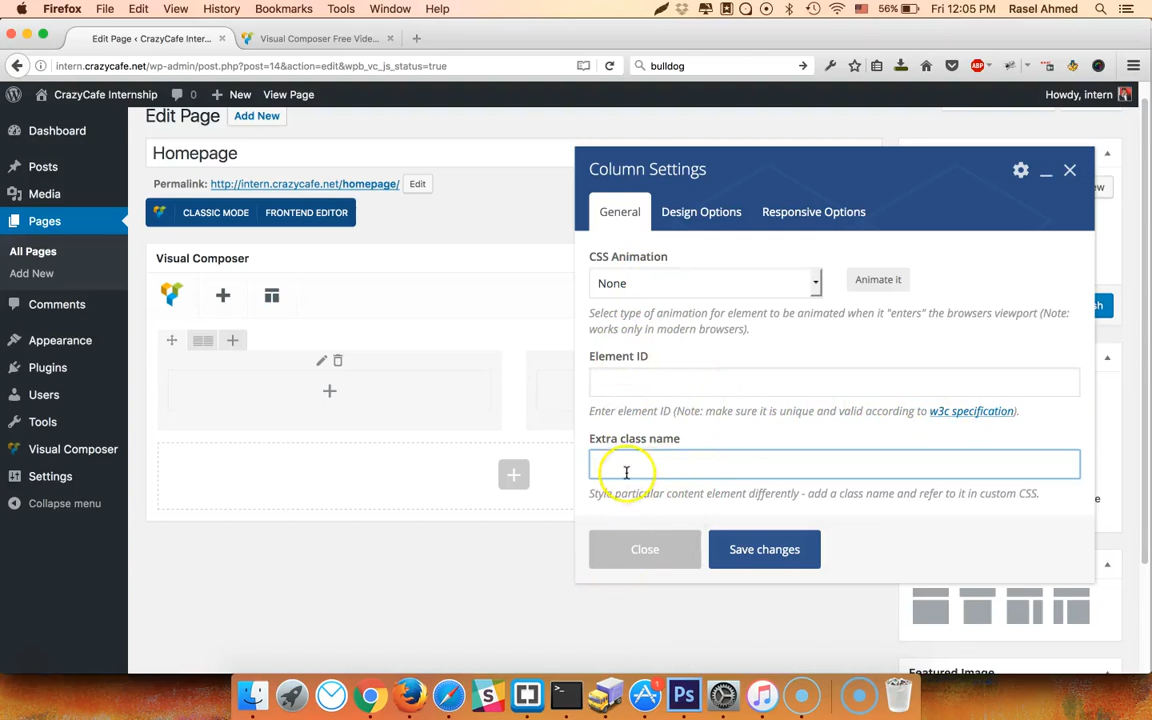 Firefox File Edit View History Bookmarks Tools Window Help 56% Fri 12:05 PM Rasel Ahmed
Edit Page ‹ CrazyCafe Inter... Visual Composer Free Vide...
intern.crazycafe.net/wp-admin/post.php?post=14&action=edit&wpb_vc_js_status=true bulldog ABP
CrazyCafe Internship 0 New View Page Howdy, intern
Edit Page Add New
Dashboard
Homepage
Posts
Media
Pages
All Pages
Add New
Comments
Appearance
Plugins
Users
Tools
Visual Composer
Settings
Collapse menu
Permalink: http://intern.crazycafe.net/homepage/ Edit
CLASSIC MODE FRONTEND EDITOR
Visual Composer
Column Settings
General Design Options Responsive Options
CSS Animation
None Animate it
Select type of animation for element to be animated when it "enters" the browsers viewport (Note:
works only in modern browsers).
Element ID
Enter element ID (Note: make sure it is unique and valid according to w3c specification).
Extra class name
Style particular content element differently - add a class name and refer to it in custom CSS.
Close Save changes
Ps